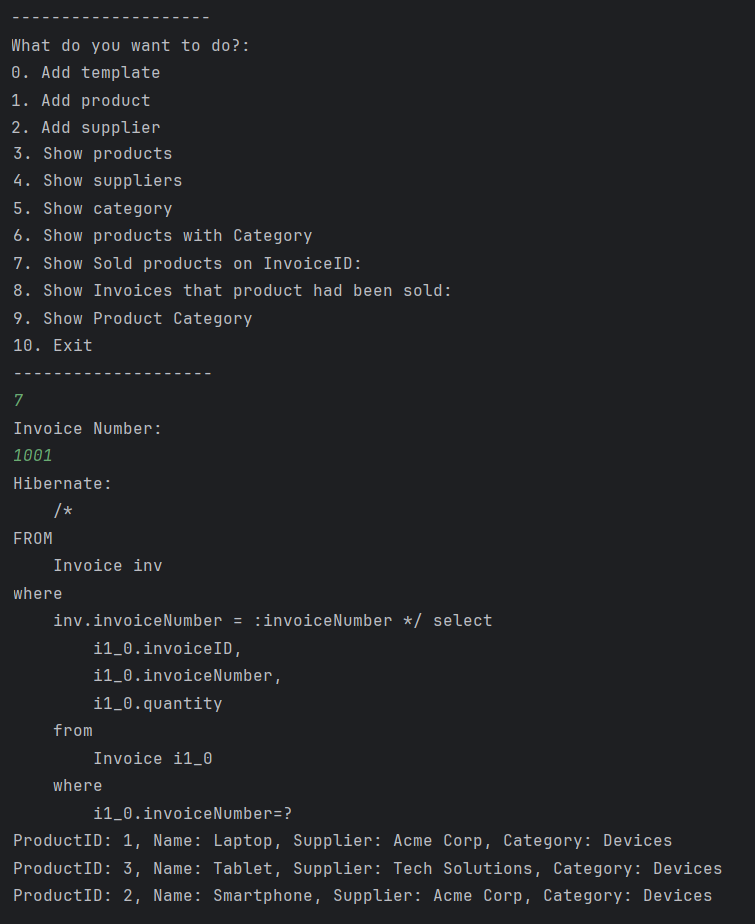 --------------------
What do you want to do?:
0. Add template
1. Add product
2. Add supplier
3. Show products
4. Show suppliers
5. Show category
6. Show products with Category
7. Show Sold products on InvoiceID:
8. Show Invoices that product had been sold:
9. Show Product Category
10. Exit
--------------------
7
Invoice Number:
1001
Hibernate:
    /*
FROM
    Invoice inv
where
    inv.invoiceNumber = :invoiceNumber */ select
        i1_0.invoiceID,
        i1_0.invoiceNumber,
        i1_0.quantity
    from
        Invoice i1_0
    where
        i1_0.invoiceNumber=?
ProductID: 1, Name: Laptop, Supplier: Acme Corp, Category: Devices
ProductID: 3, Name: Tablet, Supplier: Tech Solutions, Category: Devices
ProductID: 2, Name: Smartphone, Supplier: Acme Corp, Category: Devices